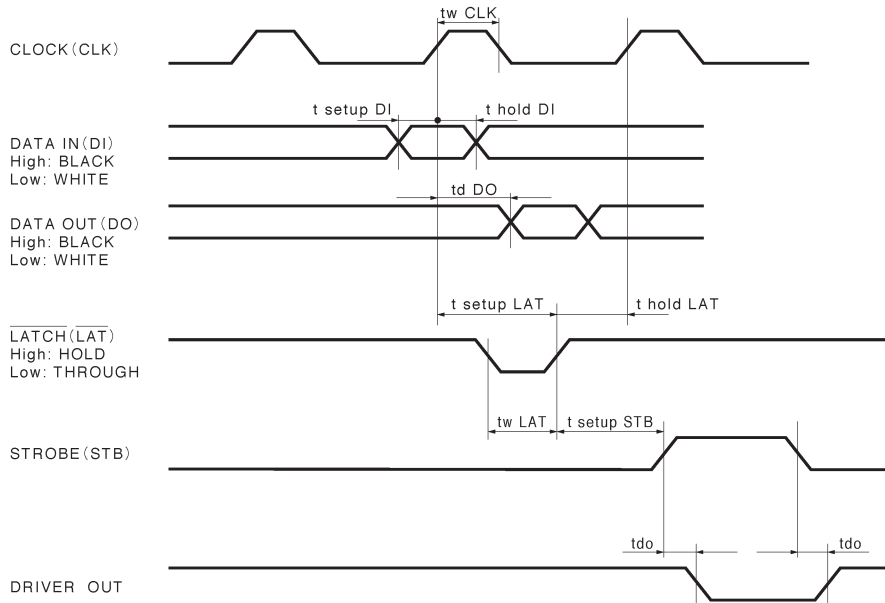 tw CLK
CLOCK(CLK)
t setup DI
t hold DI
DATA IN(DI)
High: BLACK
Low: WHITE
td DO
DATA OUT(DO)
High: BLACK
Low: WHITE
t setup LAT
t hold LAT
LATCH(LAT)
High: HOLD
Low: THROUGH
tw LAT
t setup STB
STROBE(STB)
tdo
tdo
DRIVER OUT